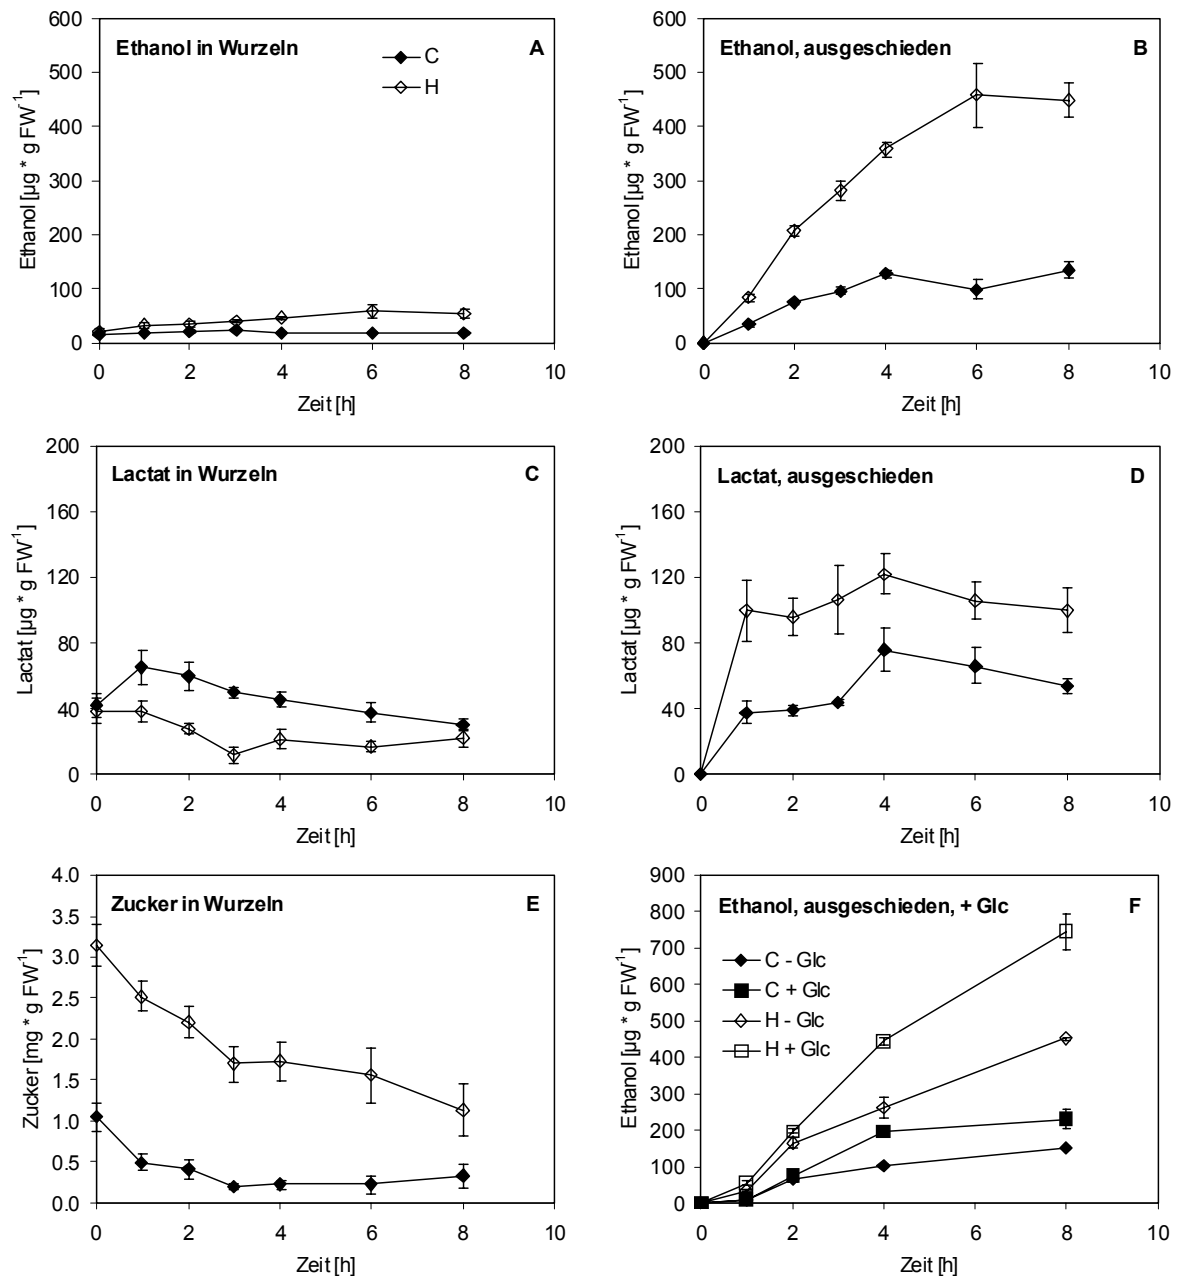 Ethanol in Wurzeln A
C
H
Ethanol [µg * g FW-1]
600
500
400
300
200
100
0
0 2 4 6 8 10
Zeit [h]
Ethanol, ausgeschieden B
Ethanol [µg * g FW-1]
600
500
400
300
200
100
0
0 2 4 6 8 10
Zeit [h]
Lactat in Wurzeln C
Lactat [µg * g FW-1]
200
160
120
80
40
0
0 2 4 6 8 10
Zeit [h]
Lactat, ausgeschieden D
Lactat [µg * g FW-1]
200
160
120
80
40
0
0 2 4 6 8 10
Zeit [h]
Zucker in Wurzeln E
Zucker [mg * g FW-1]
4.0
3.5
3.0
2.5
2.0
1.5
1.0
0.5
0.0
0 2 4 6 8 10
Zeit [h]
Ethanol, ausgeschieden, + Glc F
C - Glc
C + Glc
H - Glc
H + Glc
Ethanol [µg * g FW-1]
900
800
700
600
500
400
300
200
100
0
0 2 4 6 8 10
Zeit [h]